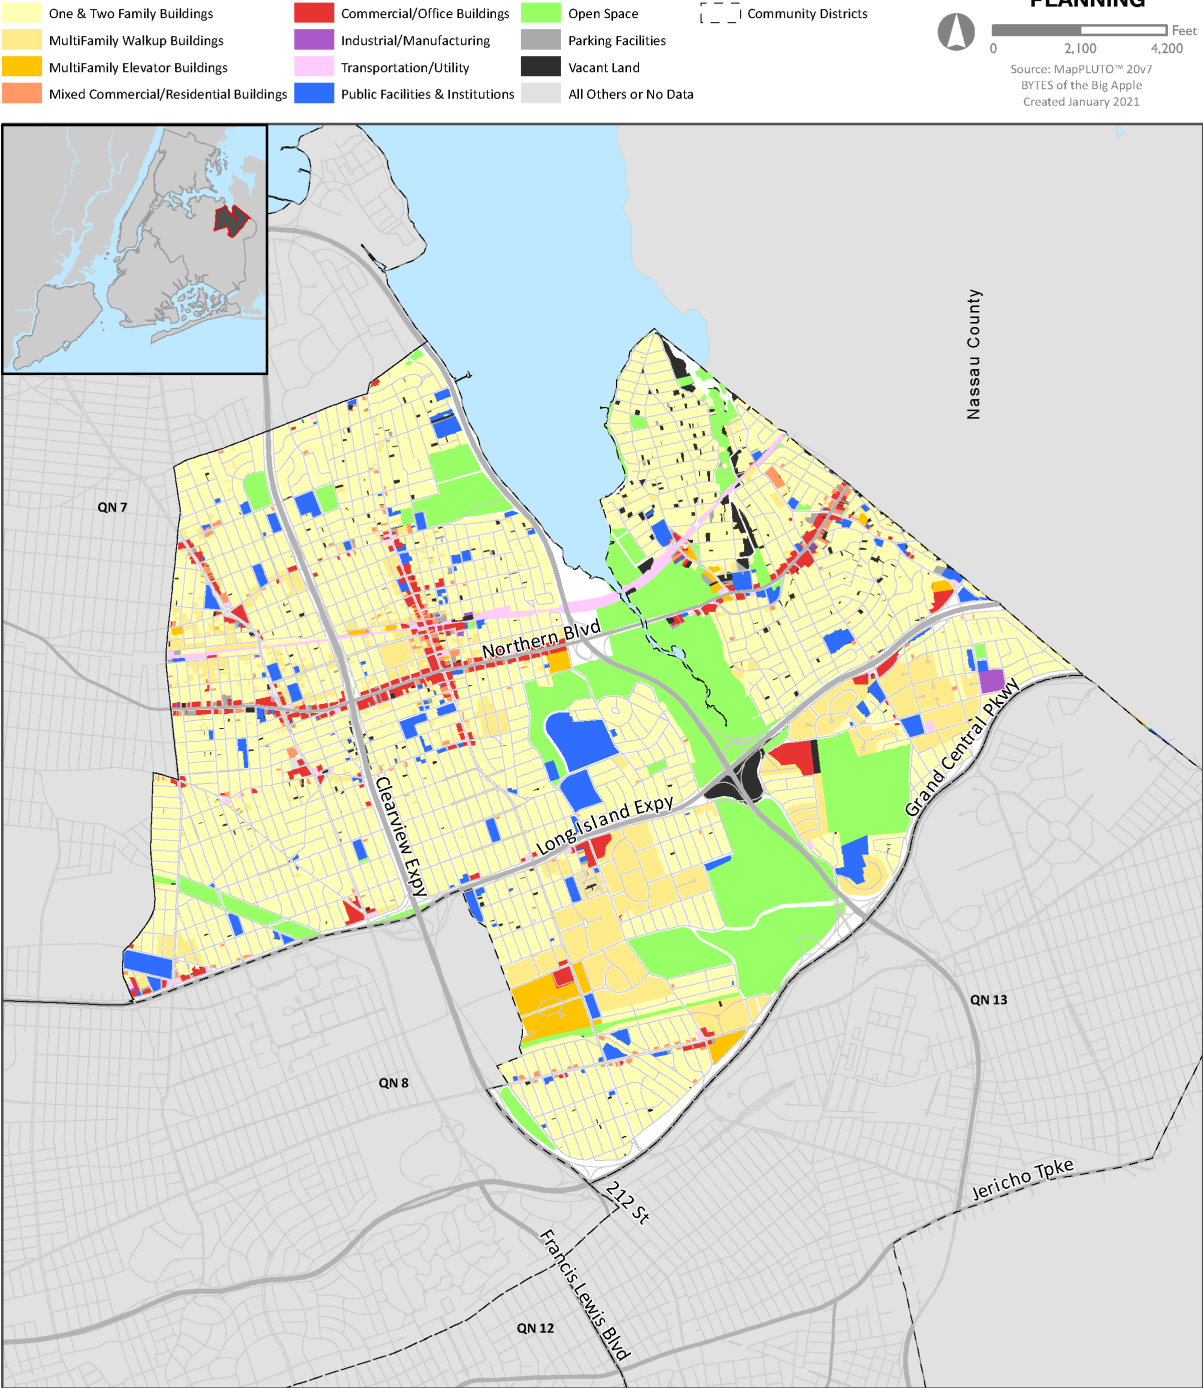 PLANNING
One & Two Family Buildings
MultiFamily Walkup Buildings
MultiFamily Elevator Buildings
Mixed Commercial/Residential Buildings
Commercial/Office Buildings
Industrial/Manufacturing
Transportation/Utility
Public Facilities & Institutions
Open Space
Parking Facilities
Vacant Land
All Others or No Data
Community Districts
Feet
0 2,100 4,200
Source: MapPLUTO™ 20v7
BYTES of the Big Apple
Created January 2021
Nassau County
QN 7
Northern Blvd
Clearview Expy
Long Island Expy
Grand Central Pkwy
QN 13
QN 8
Jericho Tpke
212 St
Francis Lewis Blvd
QN 12